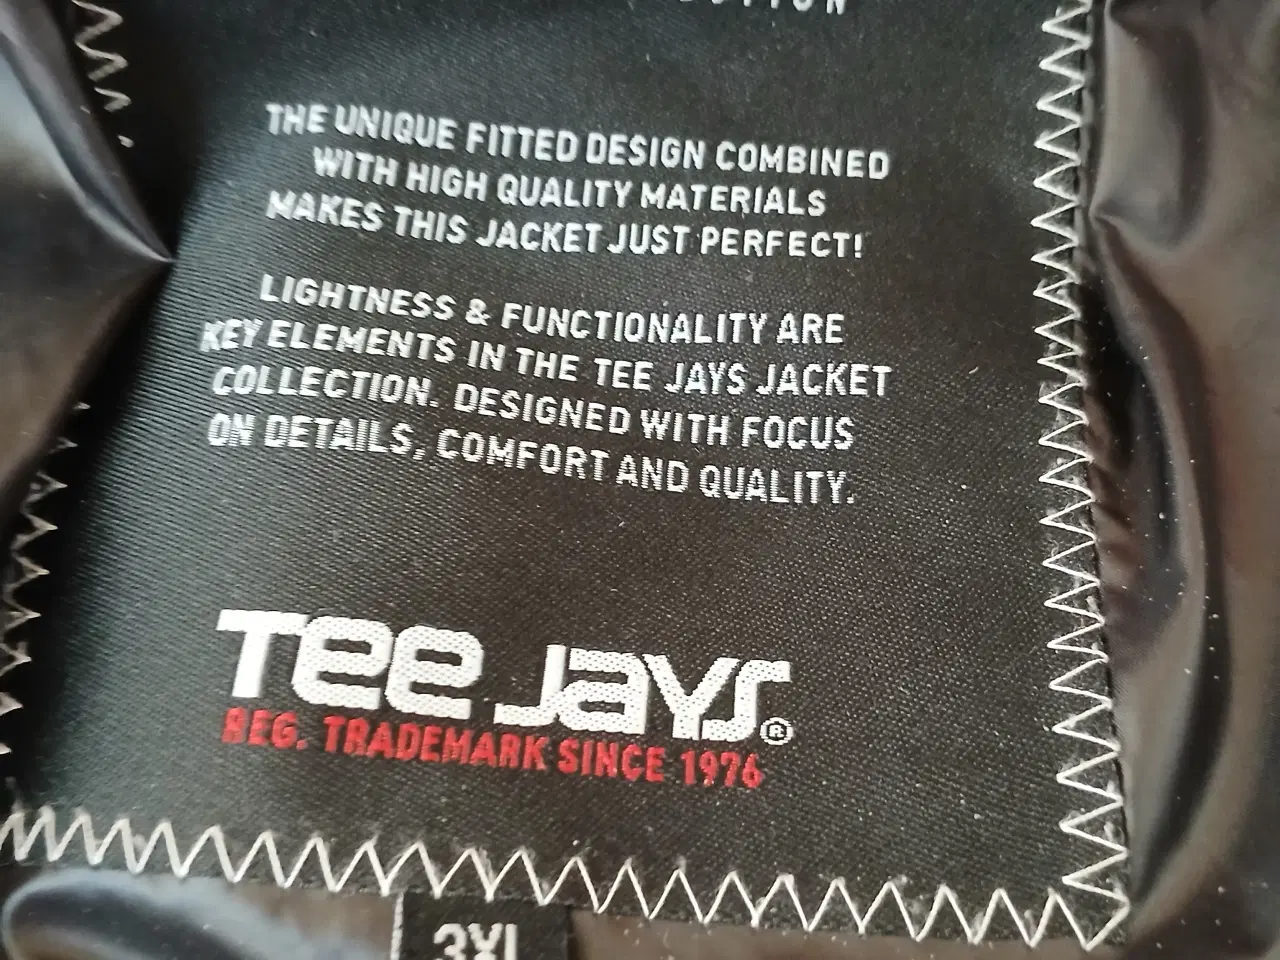 THE UNIQUE FITTED DESIGN COMBINED
WITH HIGH QUALITY MATERIALS
MAKES THIS JACKET JUST PERFECT!
LIGHTNESS & FUNCTIONALITY ARE
KEY ELEMENTS IN THE TEE JAYS JACKET
COLLECTION. DESIGNED WITH FOCUS
ON DETAILS, COMFORT AND QUALITY.
Tee Jays®
REG. TRADEMARK SINCE 1976
3XL